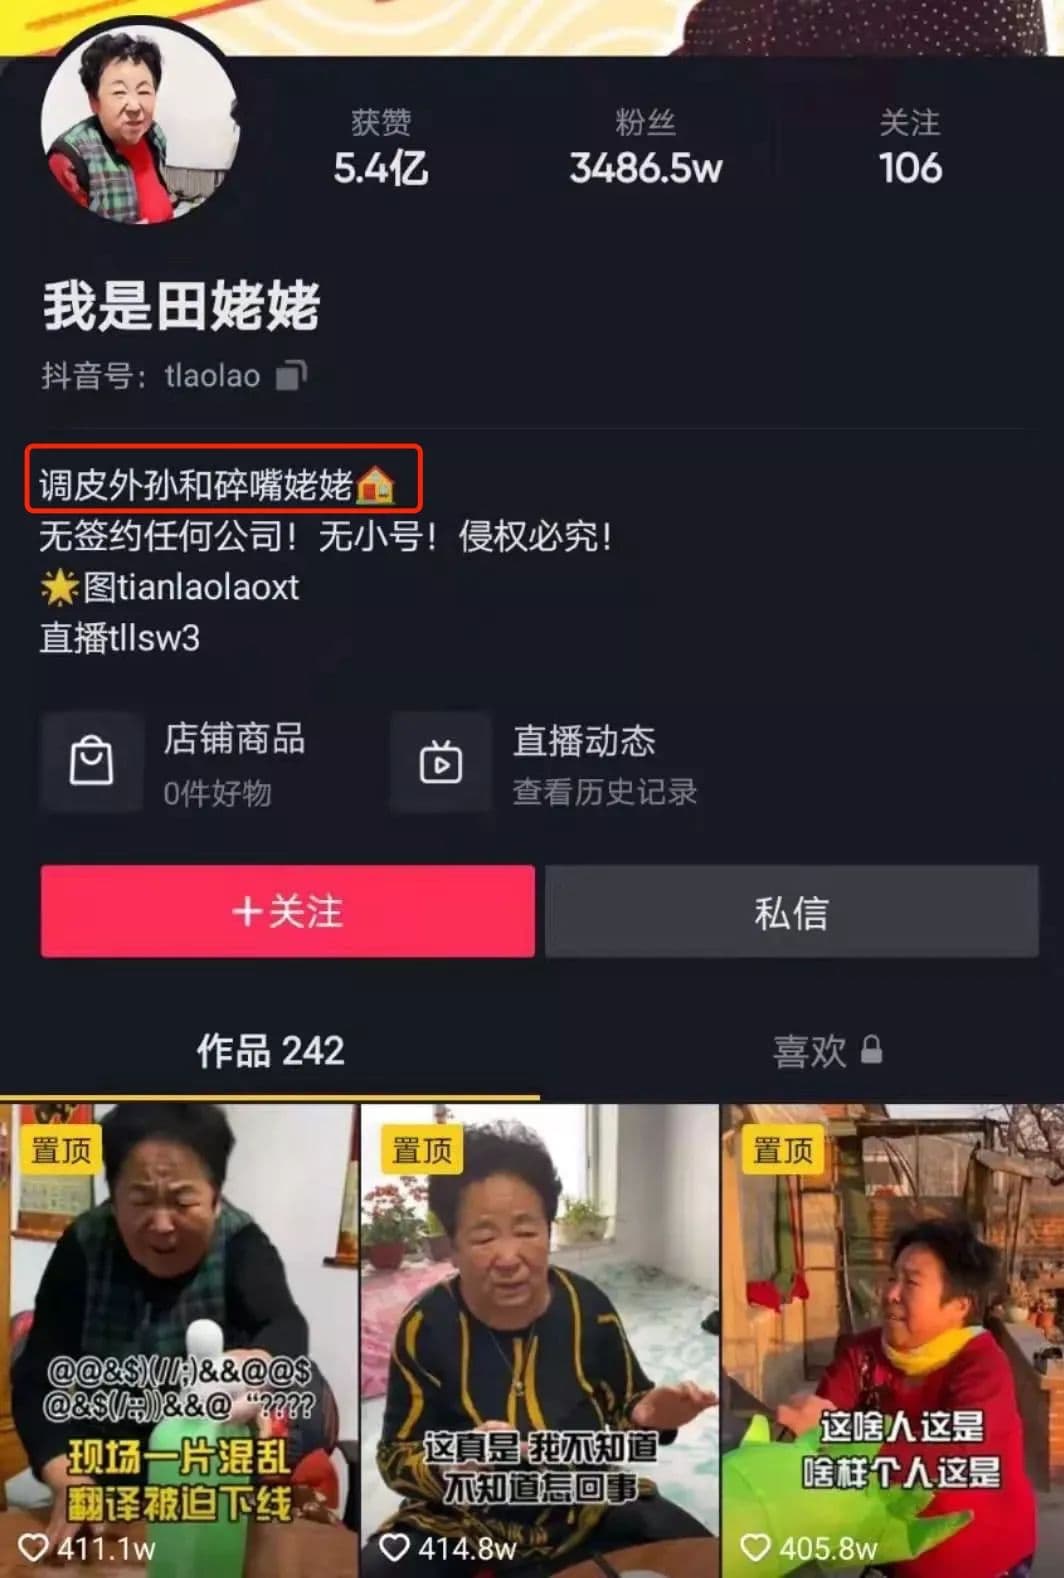 获赞
5.4亿
粉丝
3486.5w
关注
106
我是田姥姥
抖音号：tlaolao
调皮外孙和碎嘴姥姥🏠
无签约任何公司！无小号！侵权必究！
🌟图tianlaolaoxt
直播tllsw3
店铺商品
0件好物
直播动态
查看历史记录
+关注
私信
作品 242
喜欢
置顶
@@&$)(//;)&&@@$
@&$(/:;))&&@ “????
现场一片混乱
翻译被迫下线
411.1w
置顶
这真是 我不知道
不知道怎回事
414.8w
置顶
这啥人这是
啥样个人这是
405.8w